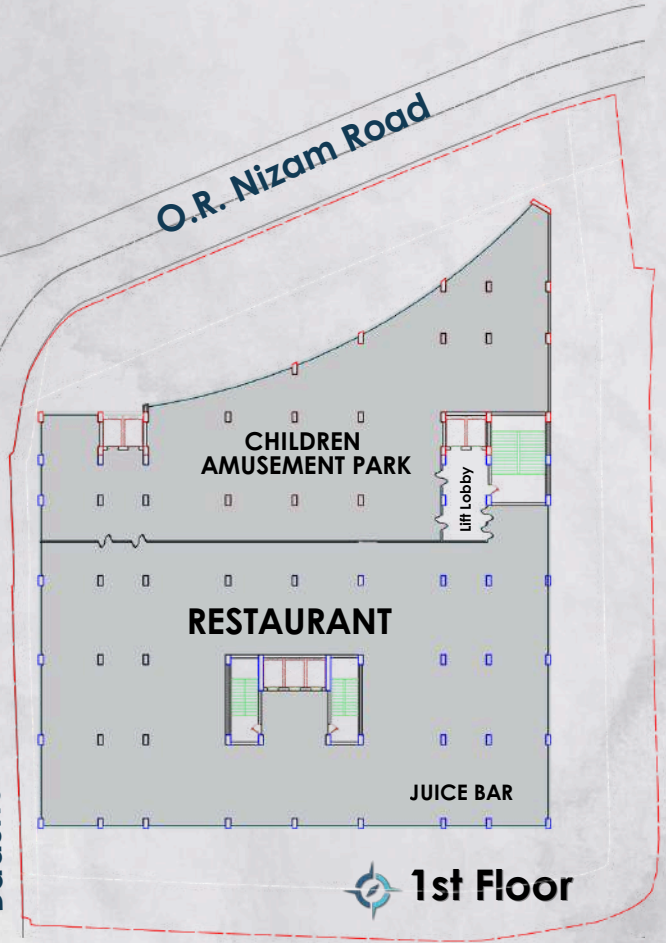 O.R. Nizam Road
CHILDREN
AMUSEMENT PARK
Lift Lobby
RESTAURANT
JUICE BAR
1st Floor